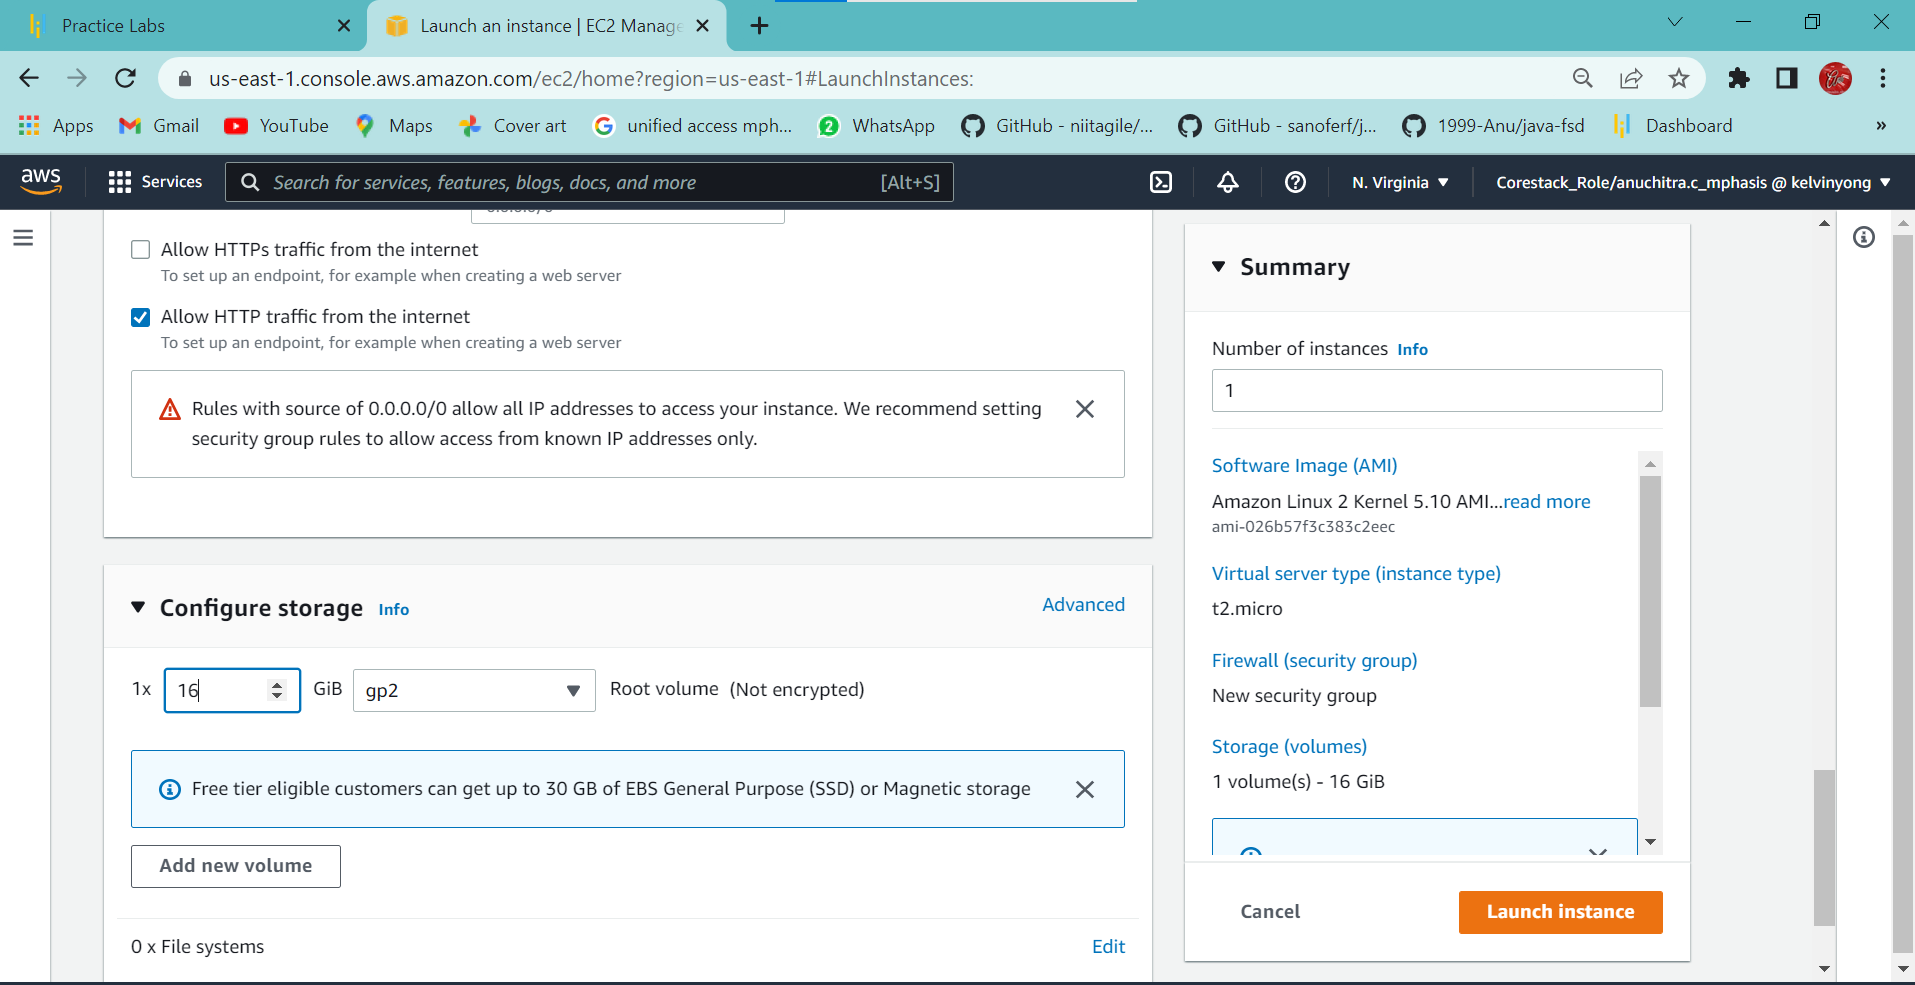 Practice Labs
Launch an instance | EC2 Manage
us-east-1.console.aws.amazon.com/ec2/home?region=us-east-1#LaunchInstances:
Apps
Gmail
YouTube
Maps
Cover art
unified access mph...
2
WhatsApp
GitHub - niitagile/...
GitHub - sanoferf/j...
1999-Anu/java-fsd
Dashboard
»
aws
Services
Search for services, features, blogs, docs, and more
[Alt+S]
N. Virginia
Corestack_Role/anuchitra.c_mphasis @ kelvinyong
Allow HTTPs traffic from the internet
To set up an endpoint, for example when creating a web server
Allow HTTP traffic from the internet
To set up an endpoint, for example when creating a web server
Rules with source of 0.0.0.0/0 allow all IP addresses to access your instance. We recommend setting
security group rules to allow access from known IP addresses only.
Configure storage Info
Advanced
1x 16 GiB gp2 Root volume (Not encrypted)
Free tier eligible customers can get up to 30 GB of EBS General Purpose (SSD) or Magnetic storage
Add new volume
0 x File systems
Edit
Summary
Number of instances Info
1
Software Image (AMI)
Amazon Linux 2 Kernel 5.10 AMI...read more
ami-026b57f3c383c2eec
Virtual server type (instance type)
t2.micro
Firewall (security group)
New security group
Storage (volumes)
1 volume(s) - 16 GiB
Cancel
Launch instance